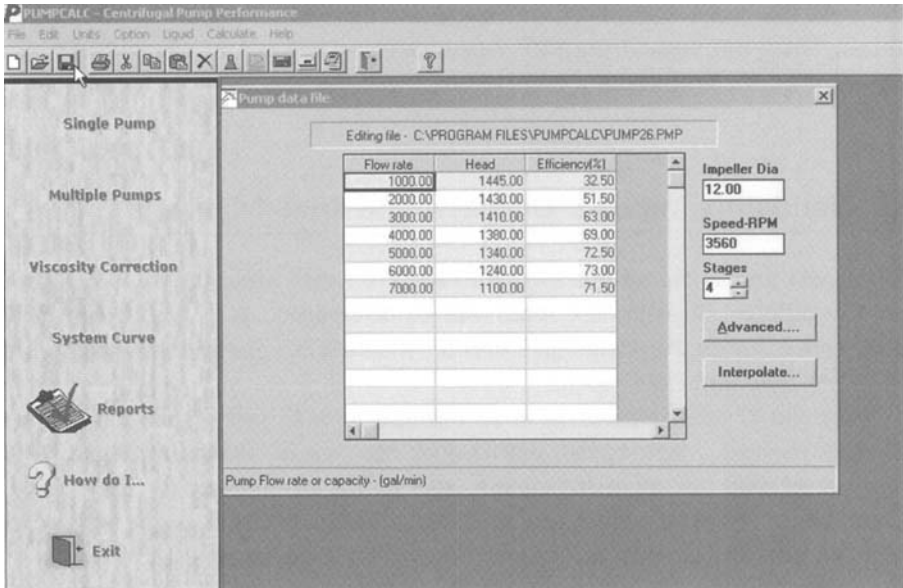 PUMPCALC - Centrifugal Pump Performance
File Edit Units Option Liquid Calculate Help
Single Pump
Multiple Pumps
Viscosity Correction
System Curve
Reports
How do I...
Exit
Pump data file
Editing file - C:\PROGRAM FILES\PUMPCALC\PUMP26.PMP
Flow rate Head Efficiency(%)
1000.00 1445.00 32.50
2000.00 1430.00 51.50
3000.00 1410.00 63.00
4000.00 1380.00 69.00
5000.00 1340.00 72.50
6000.00 1240.00 73.00
7000.00 1100.00 71.50
Impeller Dia
12.00
Speed-RPM
3560
Stages
4
Advanced....
Interpolate...
Pump Flow rate or capacity - (gal/min)